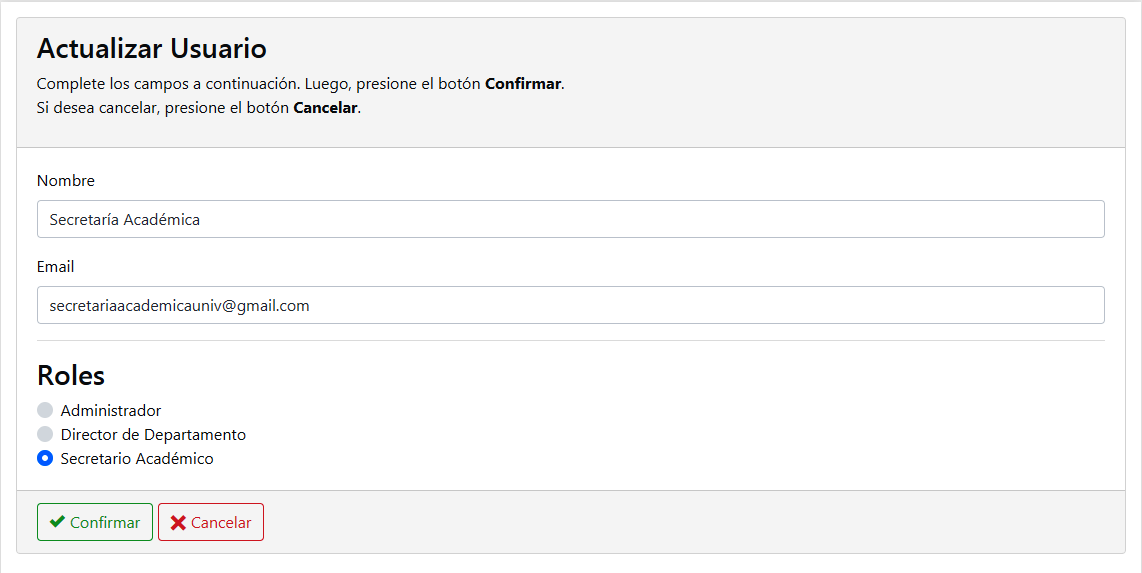 Actualizar Usuario
Complete los campos a continuación. Luego, presione el botón Confirmar.
Si desea cancelar, presione el botón Cancelar.
Nombre
Secretaría Académica
Email
secretariaacademicauniv@gmail.com
Roles
Administrador
Director de Departamento
Secretario Académico
Confirmar Cancelar